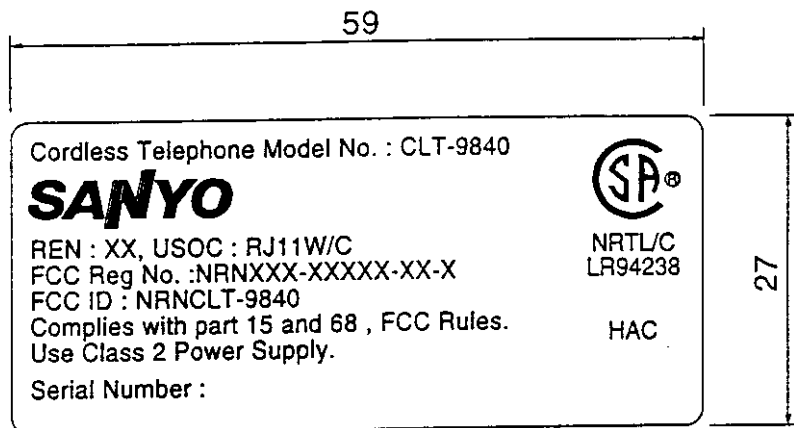 59
Cordless Telephone Model No. : CLT-9840
SANYO
REN : XX, USOC : RJ11W/C
FCC Reg No. :NRNXXX-XXXXX-XX-X
FCC ID : NRNCLT-9840
Complies with part 15 and 68 , FCC Rules.
Use Class 2 Power Supply.
Serial Number :
SA®
NRTL/C
LR94238
HAC
27